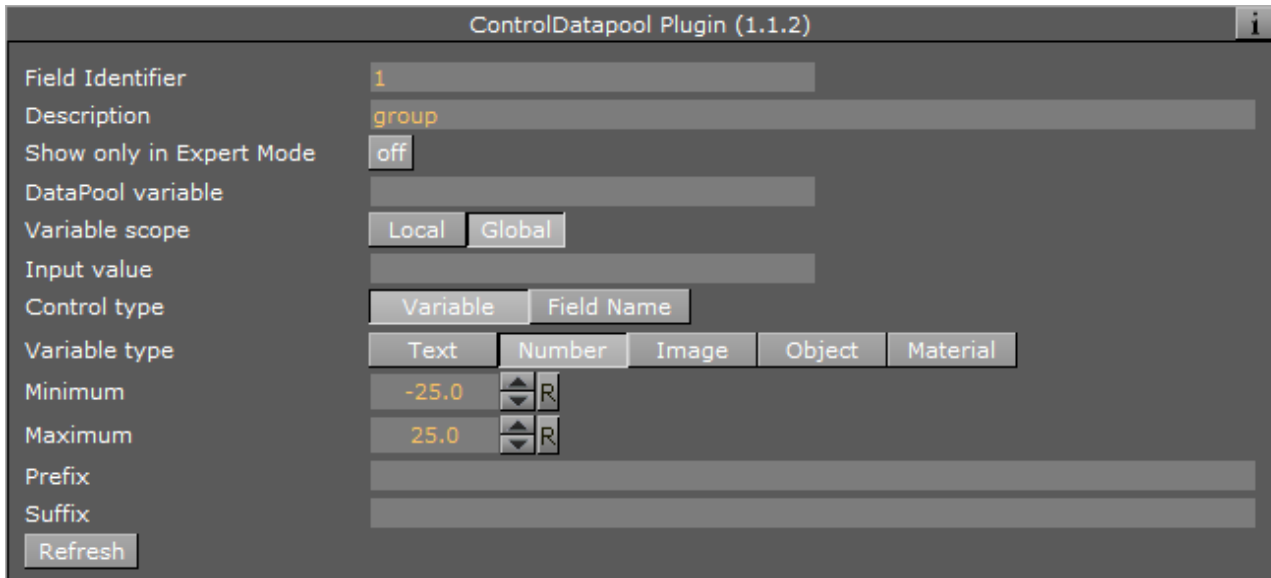 ControlDatapool Plugin (1.1.2) i
Field Identifier 1
Description group
Show only in Expert Mode off
DataPool variable
Variable scope Local Global
Input value
Control type Variable Field Name
Variable type Text Number Image Object Material
Minimum -25.0 R
Maximum 25.0 R
Prefix
Suffix
Refresh